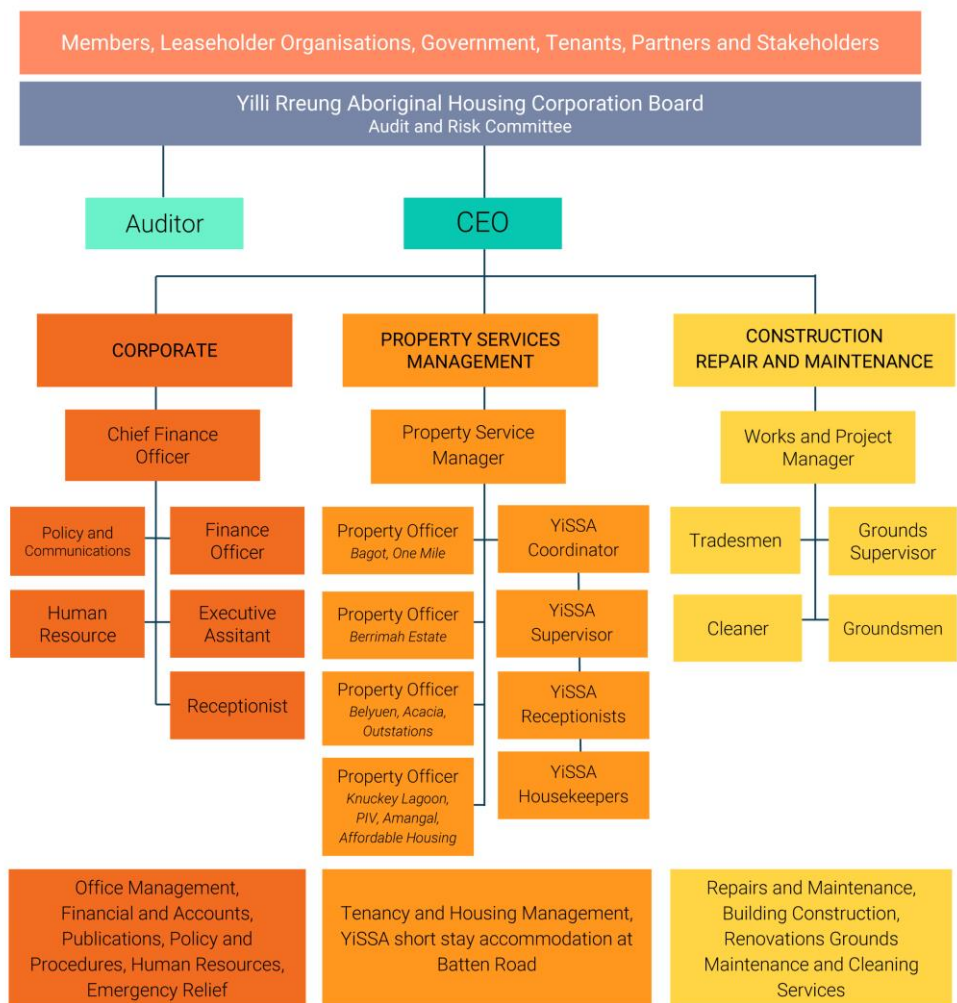 Members, Leaseholder Organisations, Government, Tenants, Partners and Stakeholders
Yilli Rreung Aboriginal Housing Corporation Board
Audit and Risk Committee
Auditor
CEO
CORPORATE
Chief Finance
Officer
Policy and
Communications
Finance
Officer
Human
Resource
Executive
Assitant
Receptionist
PROPERTY SERVICES
MANAGEMENT
Property Service
Manager
Property Officer
Bagot, One Mile
YiSSA
Coordinator
Property Officer
Berrimah Estate
YiSSA
Supervisor
Property Officer
Belyuen, Acacia,
Outstations
YiSSA
Receptionists
Property Officer
Knuckey Lagoon,
PIV, Amangal,
Affordable Housing
YiSSA
Housekeepers
CONSTRUCTION
REPAIR AND MAINTENANCE
Works and Project
Manager
Tradesmen
Grounds
Supervisor
Cleaner
Groundsmen
Office Management,
Financial and Accounts,
Publications, Policy and
Procedures, Human Resources,
Emergency Relief
Tenancy and Housing Management,
YiSSA short stay accommodation at
Batten Road
Repairs and Maintenance,
Building Construction,
Renovations Grounds
Maintenance and Cleaning
Services